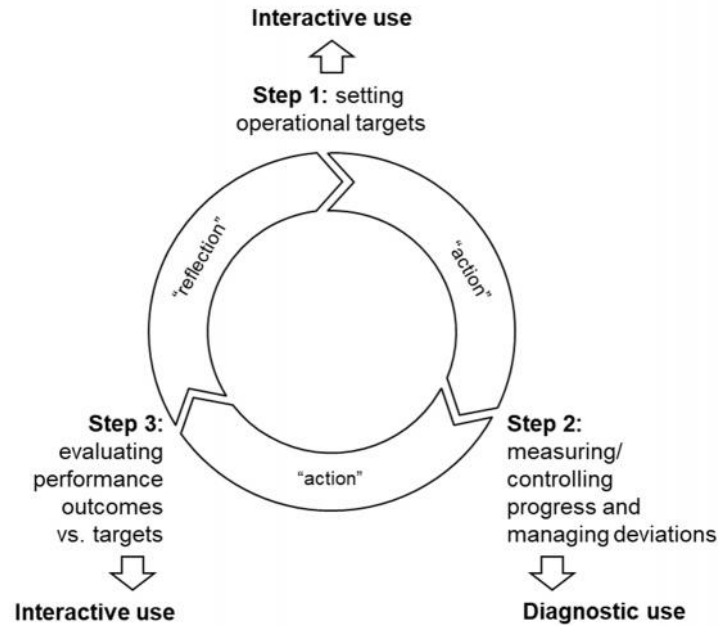 Interactive use
Step 1: setting
operational targets
“reflection”
“action”
Step 3:
evaluating
performance
outcomes
vs. targets
“action”
Step 2:
measuring/
controlling
progress and
managing deviations
Interactive use
Diagnostic use